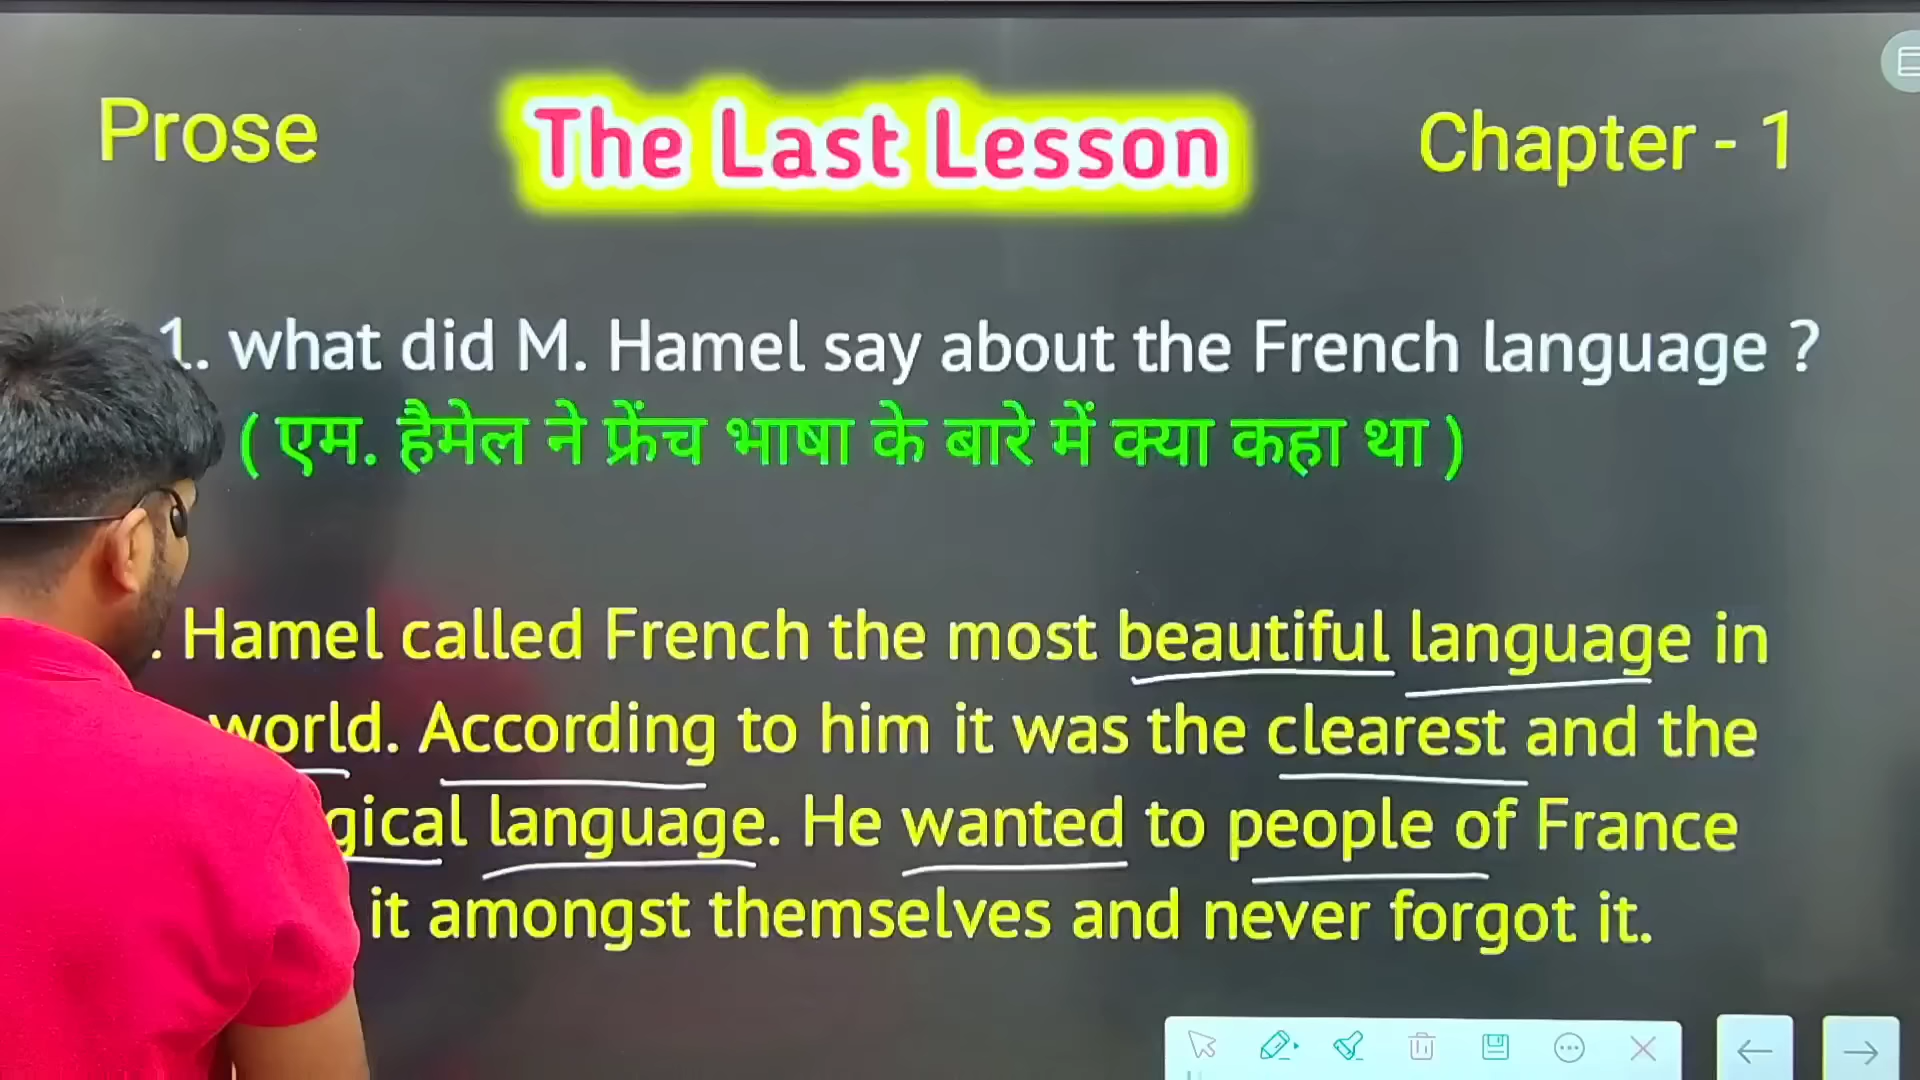 Prose
The Last Lesson
Chapter - 1
1. what did M. Hamel say about the French language ?
( एम. हैमेल ने फ्रेंच भाषा के बारे में क्या कहा था )
. Hamel called French the most beautiful language in
world. According to him it was the clearest and the
language. He wanted to people of France
it amongst themselves and never forgot it.